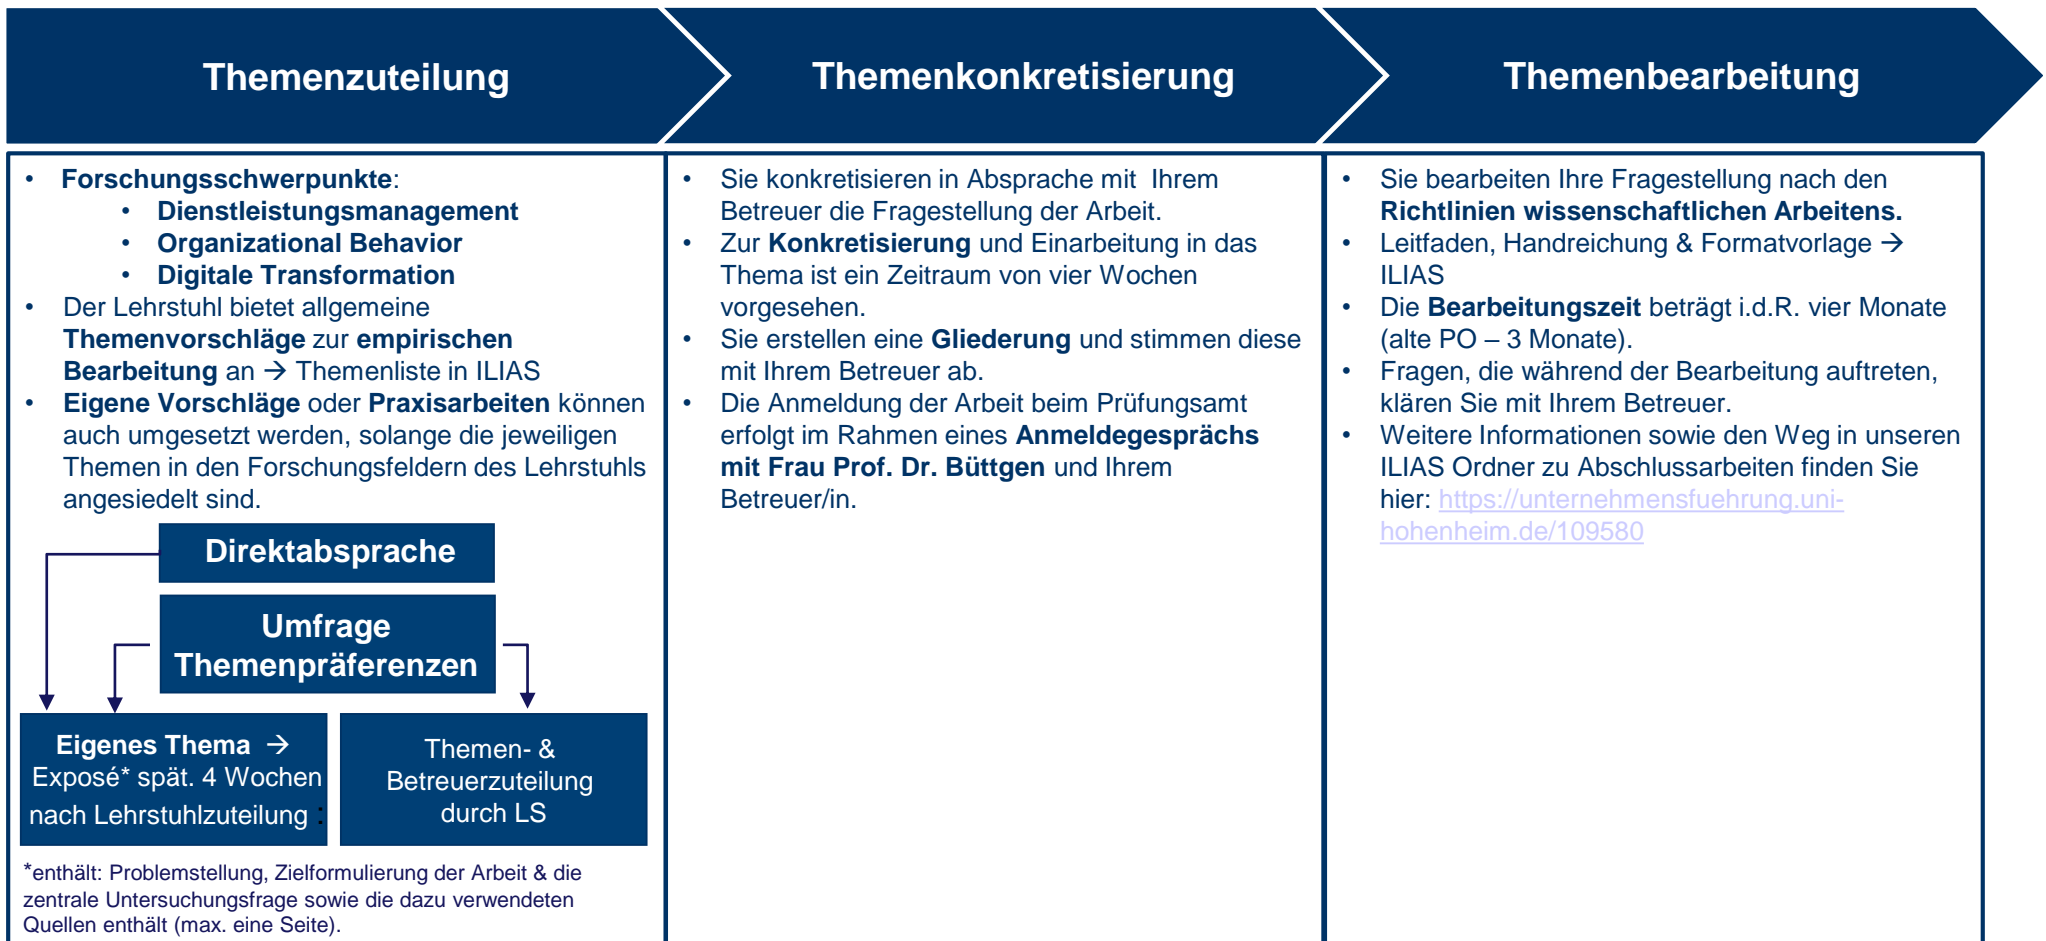 Themenzuteilung
Themenkonkretisierung
Themenbearbeitung
• Forschungsschwerpunkte:
• Dienstleistungsmanagement
• Organizational Behavior
• Digitale Transformation
• Der Lehrstuhl bietet allgemeine
Themenvorschläge zur empirischen
Bearbeitung an → Themenliste in ILIAS
• Eigene Vorschläge oder Praxisarbeiten können
auch umgesetzt werden, solange die jeweiligen
Themen in den Forschungsfeldern des Lehrstuhls
angesiedelt sind.
Direktabsprache
Umfrage
Themenpräferenzen
Eigenes Thema →
Exposé* spät. 4 Wochen
nach Lehrstuhlzuteilung :
Themen- &
Betreuerzuteilung
durch LS
*enthält: Problemstellung, Zielformulierung der Arbeit & die
zentrale Untersuchungsfrage sowie die dazu verwendeten
Quellen enthält (max. eine Seite).
• Sie konkretisieren in Absprache mit Ihrem
Betreuer die Fragestellung der Arbeit.
• Zur Konkretisierung und Einarbeitung in das
Thema ist ein Zeitraum von vier Wochen
vorgesehen.
• Sie erstellen eine Gliederung und stimmen diese
mit Ihrem Betreuer ab.
• Die Anmeldung der Arbeit beim Prüfungsamt
erfolgt im Rahmen eines Anmeldegesprächs
mit Frau Prof. Dr. Büttgen und Ihrem
Betreuer/in.
• Sie bearbeiten Ihre Fragestellung nach den
Richtlinien wissenschaftlichen Arbeitens.
• Leitfaden, Handreichung & Formatvorlage →
ILIAS
• Die Bearbeitungszeit beträgt i.d.R. vier Monate
(alte PO – 3 Monate).
• Fragen, die während der Bearbeitung auftreten,
klären Sie mit Ihrem Betreuer.
• Weitere Informationen sowie den Weg in unseren
ILIAS Ordner zu Abschlussarbeiten finden Sie
hier: https://unternehmensfuehrung.uni-
hohenheim.de/109580